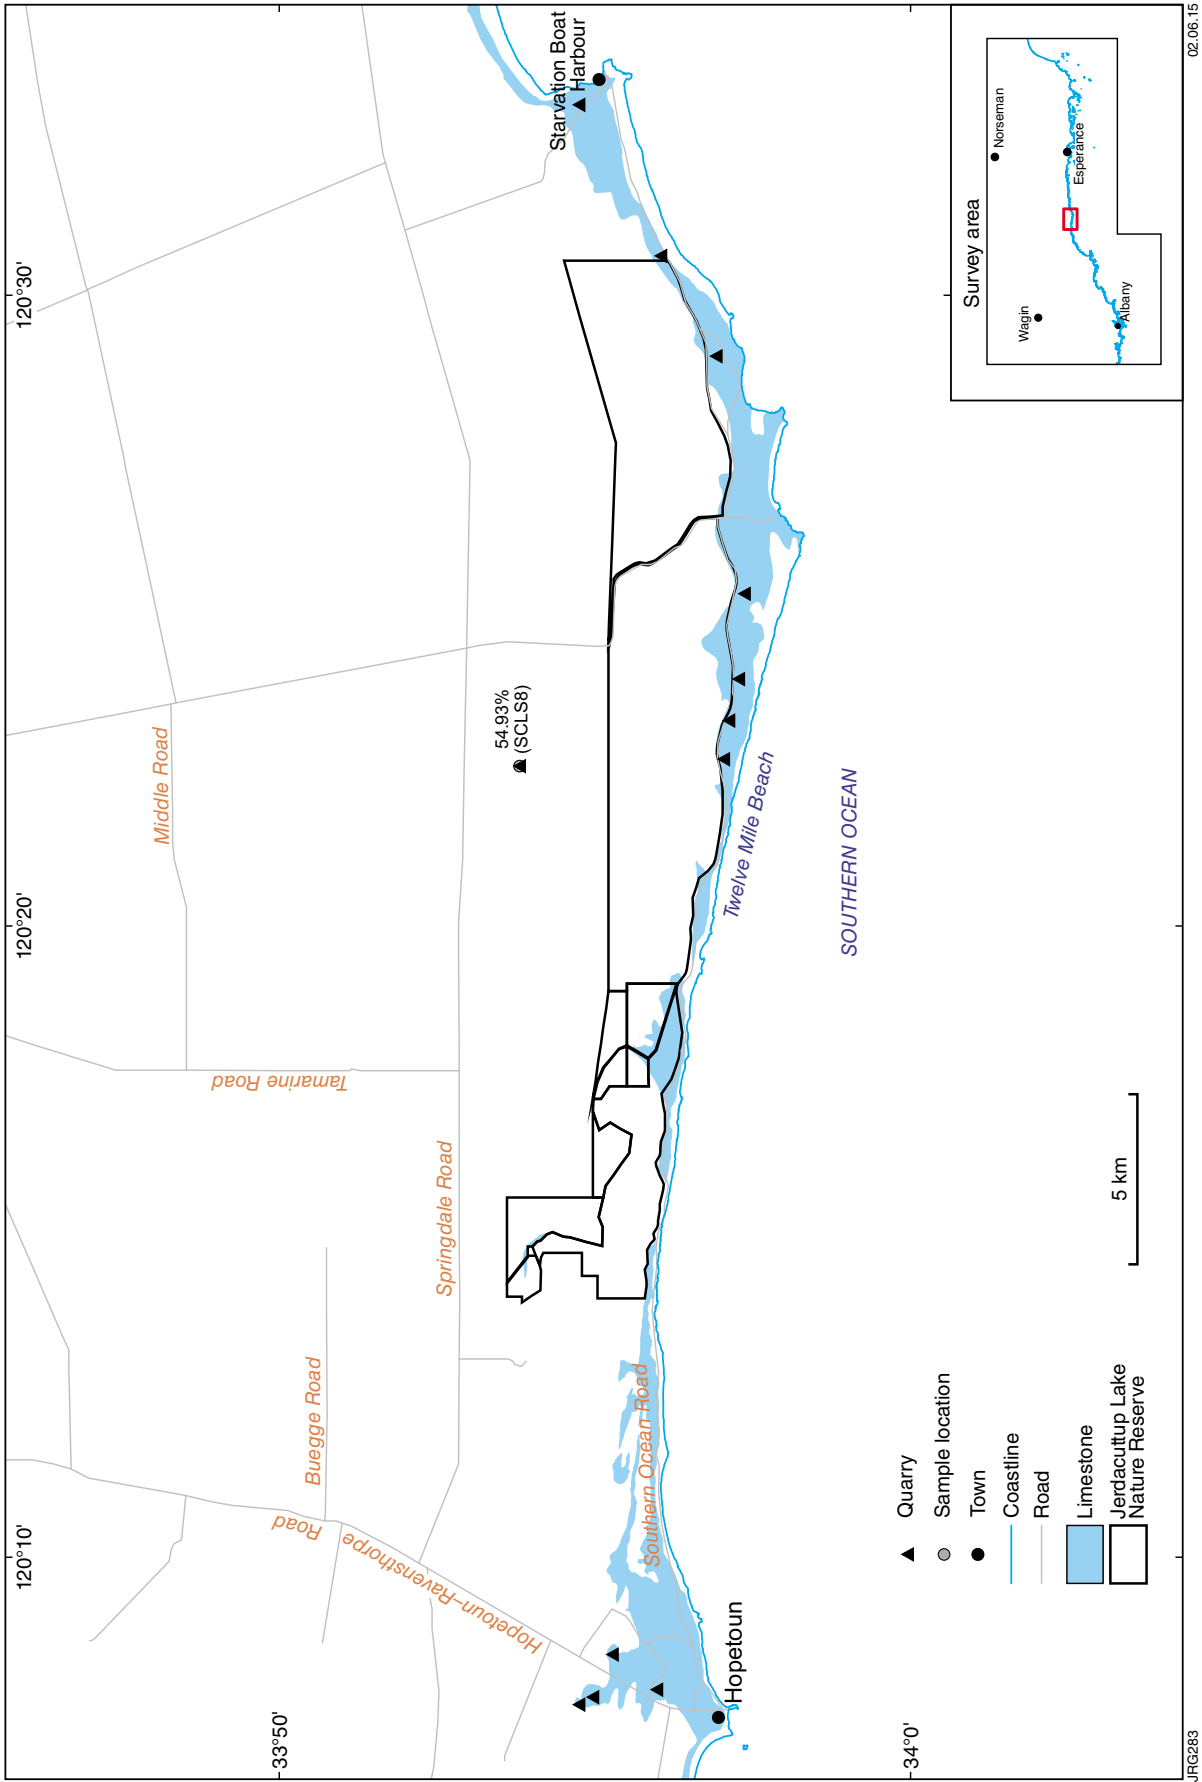 120°10'
120°20'
120°30'
33°50'
34°0'
Middle Road
Tamarine Road
Springdale Road
Buegge Road
Hopetoun–Ravensthorpe
Road
Southern Ocean Road
54.93%
(SCLS8)
Starvation Boat
Harbour
Hopetoun
Twelve Mile Beach
SOUTHERN OCEAN
Quarry
Sample location
Town
Coastline
Road
Limestone
Jerdacuttup Lake
Nature Reserve
5 km
Survey area
Wagin
Norseman
Esperance
Albany
JRG283
02.06.15